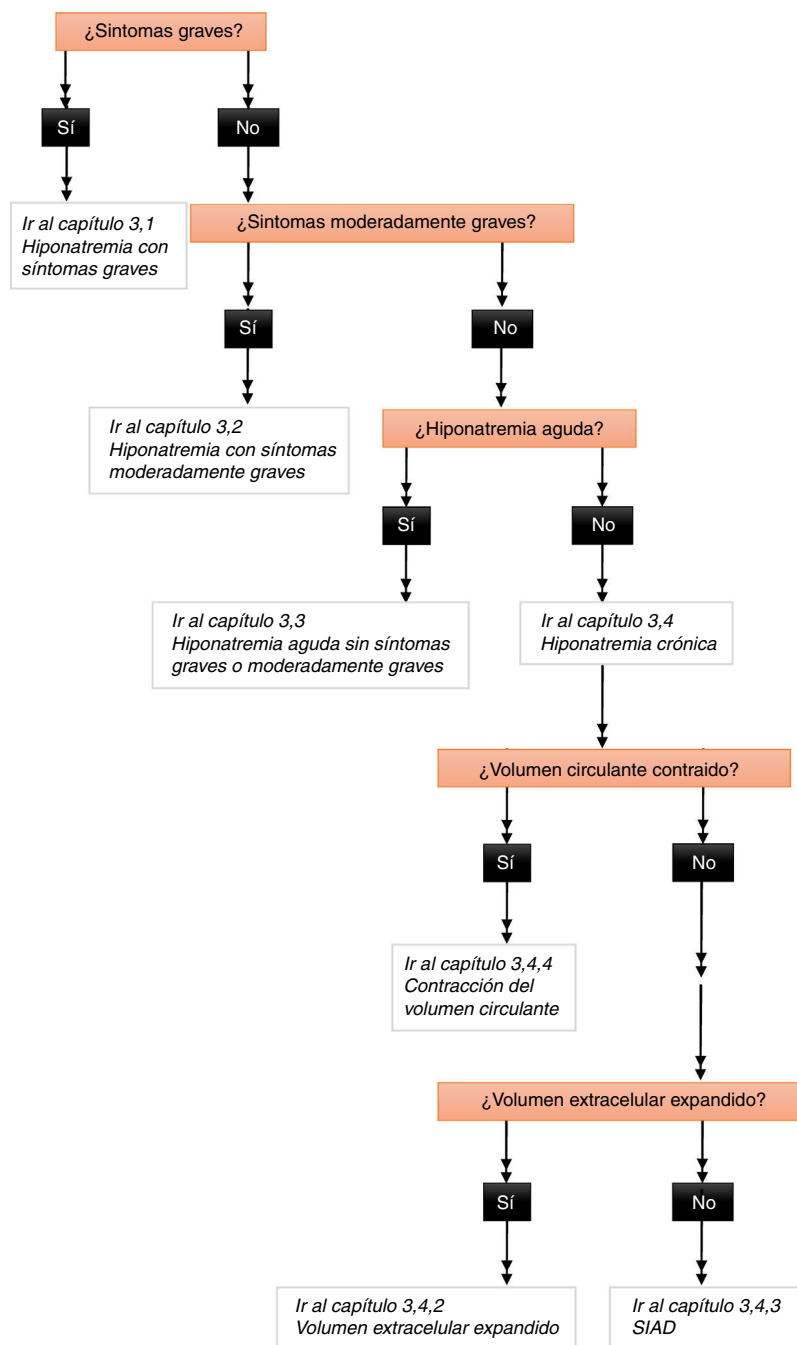 ¿Sintomas graves?
Sí
No
Ir al capítulo 3,1
Hiponatremia con
síntomas graves
¿Sintomas moderadamente graves?
Sí
No
Ir al capítulo 3,2
Hiponatremia con síntomas
moderadamente graves
¿Hiponatremia aguda?
Sí
No
Ir al capítulo 3,3
Hiponatremia aguda sin síntomas
graves o moderadamente graves
Ir al capítulo 3,4
Hiponatremia crónica
¿Volumen circulante contraido?
Sí
No
Ir al capítulo 3,4,4
Contracción del
volumen circulante
¿Volumen extracelular expandido?
Sí
No
Ir al capítulo 3,4,2
Volumen extracelular expandido
Ir al capítulo 3,4,3
SIAD